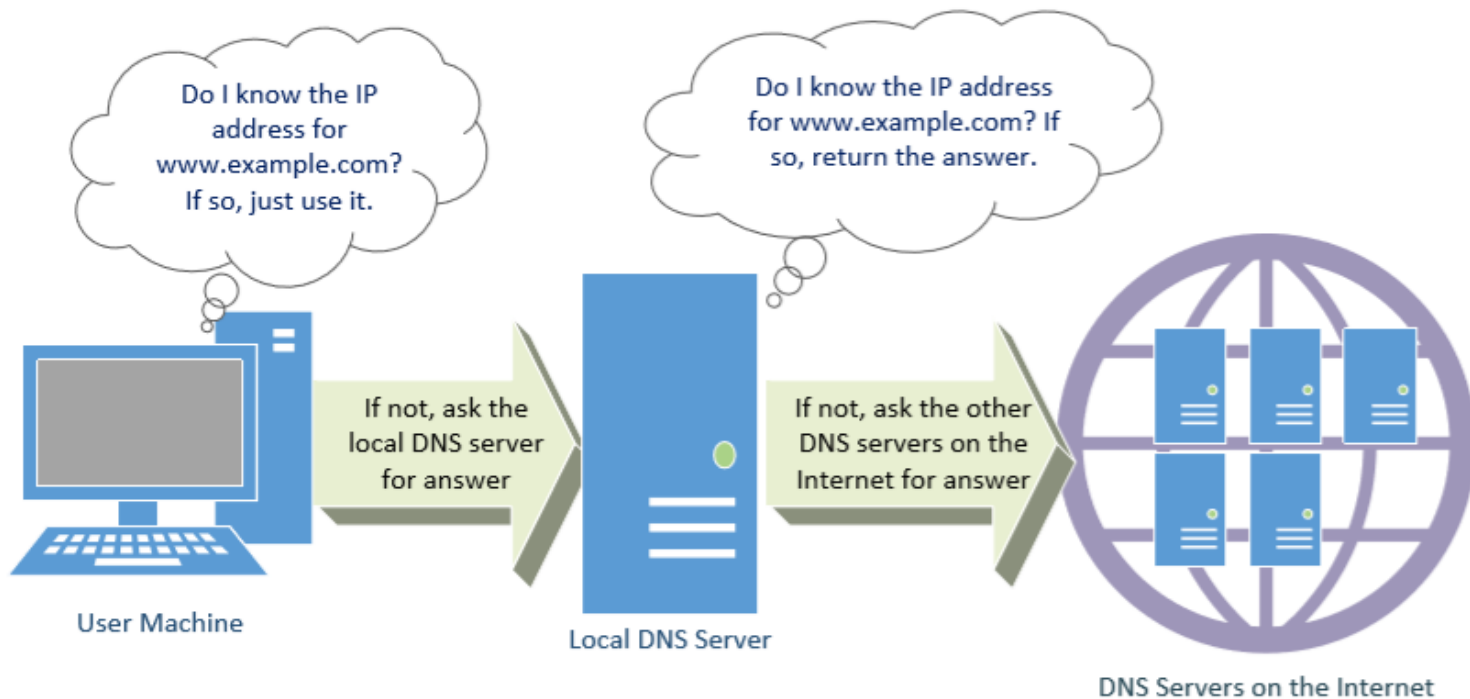 Do I know the IP
address for
www.example.com?
If so, just use it.
Do I know the IP address
for www.example.com? If
so, return the answer.
If not, ask the
local DNS server
for answer
If not, ask the other
DNS servers on the
Internet for answer
User Machine
Local DNS Server
DNS Servers on the Internet